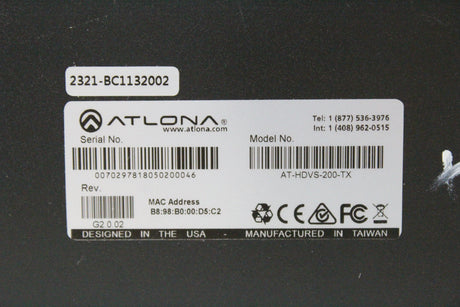 2321-BC1132002
ATLONA®
www.atlona.com
Tel: 1 (877) 536-3976
Int: 1 (408) 962-0515
Serial No.
Model No.
0070297818050200046
AT-HDVS-200-TX
Rev.
G2 0.02
MAC Address
B8:98:B0:00:D5:C2
CE FC
DESIGNED IN THE USA - MANUFACTURED IN TAIWAN